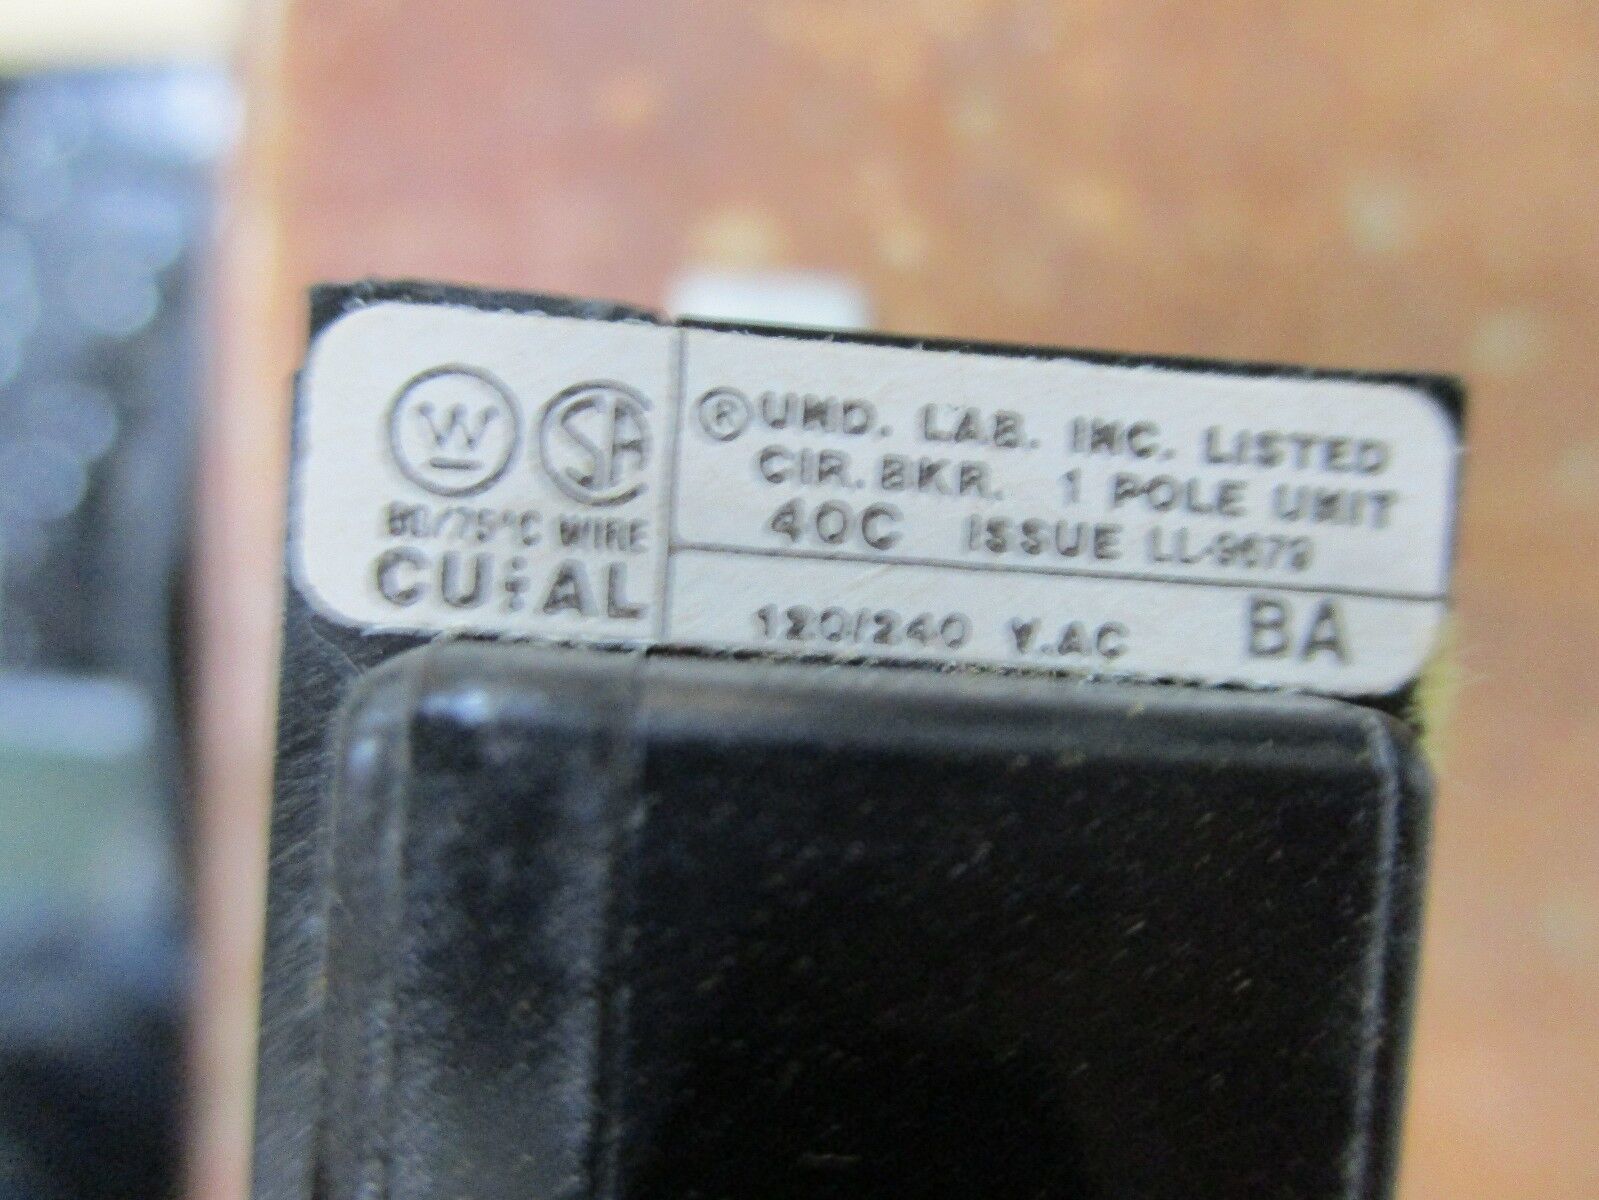 W
SA
60/75°C WIRE
CU-AL
® UND. LAB. INC. LISTED
CIR. BKR. 1 POLE UNIT
40C ISSUE LL-9679
120/240 V.AC BA